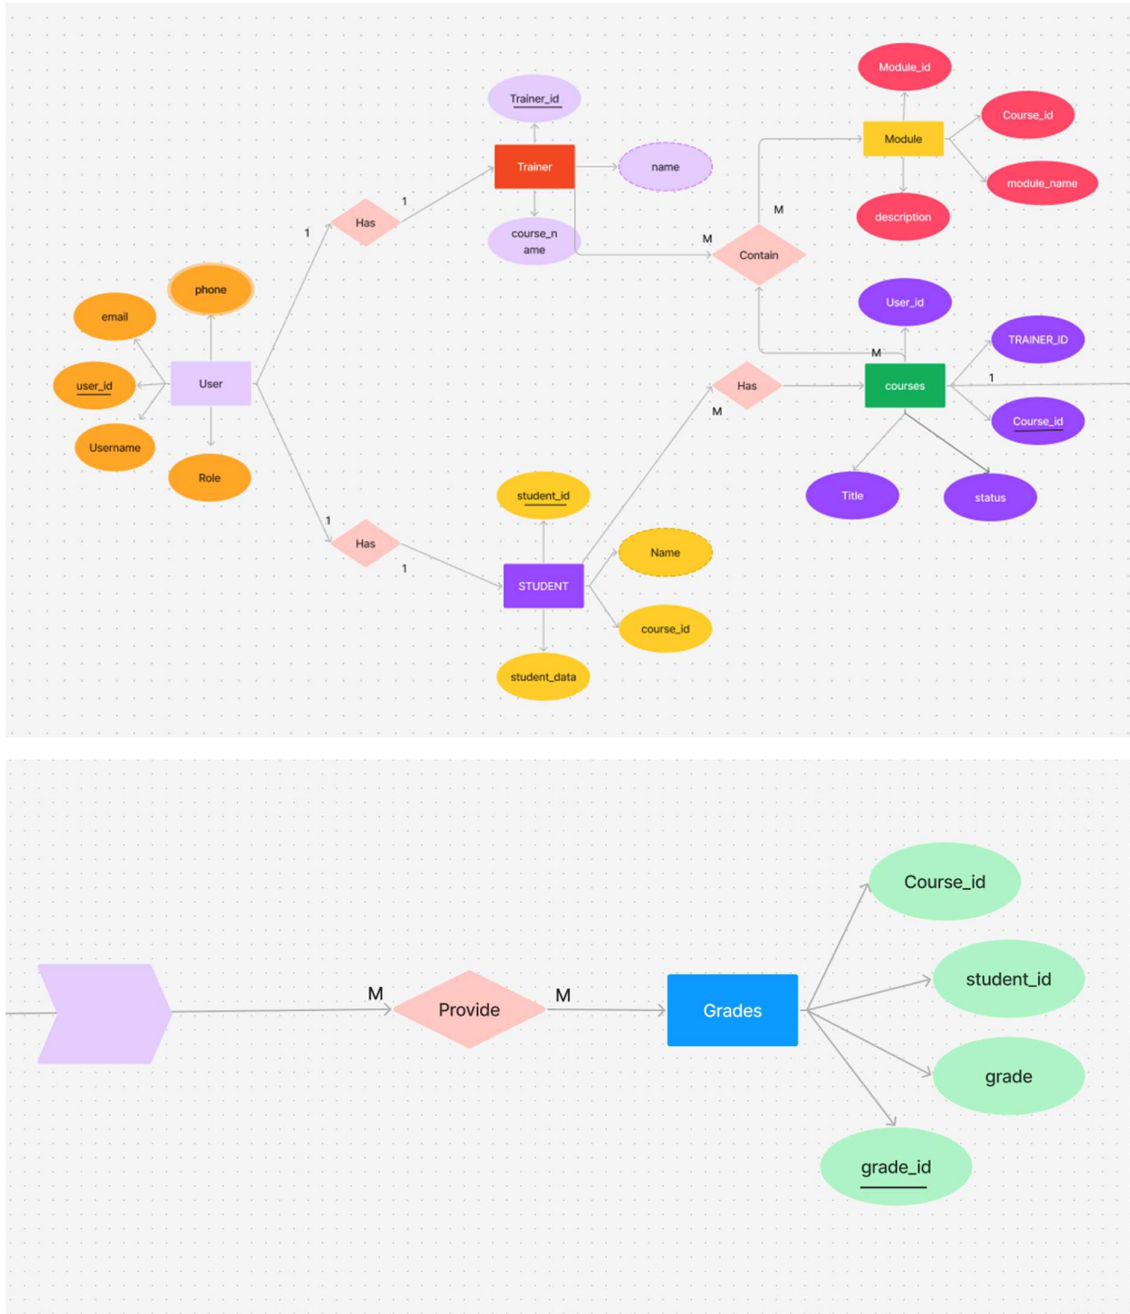 Module_id
Trainer_id
Course_id
Module
Trainer
name
module_name
1
description
Has
M
1
course_n
ame
M
Contain
phone
User_id
email
TRAINER_ID
M
User
user_id
Has
courses
1
M
Course_id
Username
Role
student_id
Title
status
1
Has
Name
1
STUDENT
course_id
student_data
Course_id
student_id
M
M
Provide
Grades
grade
grade_id